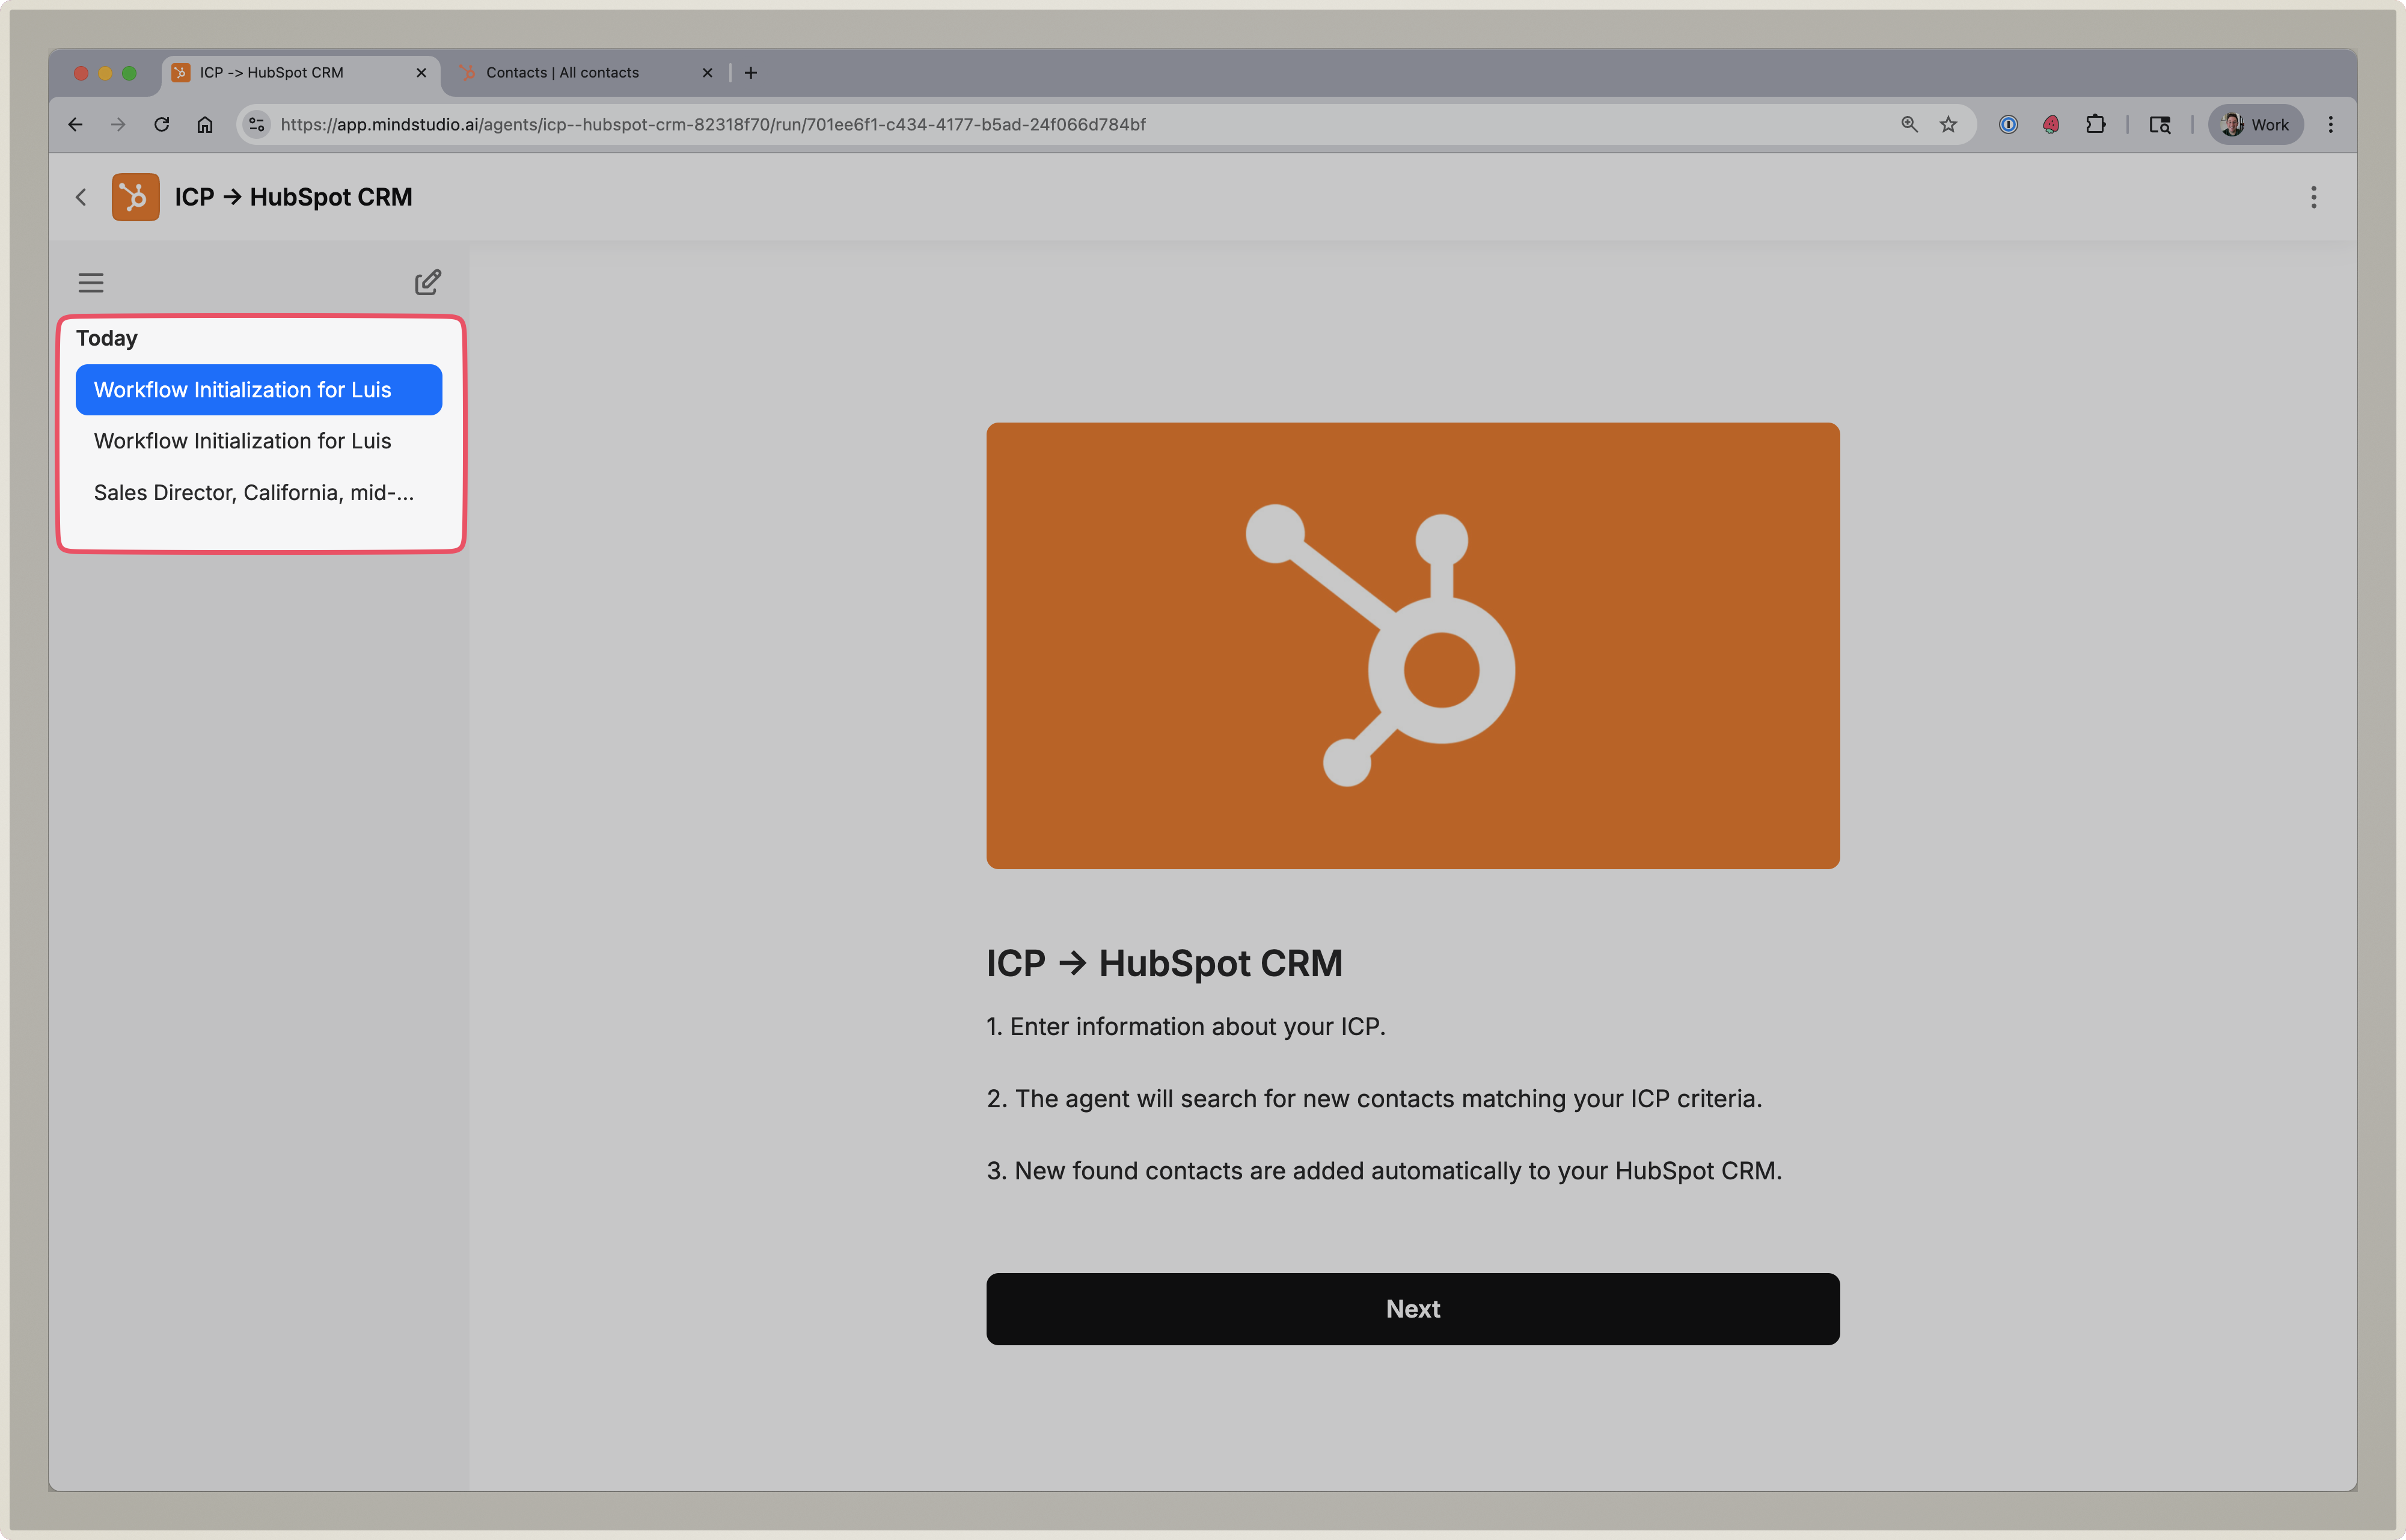 ICP -> HubSpot CRM
Contacts | All contacts
https://app.mindstudio.ai/agents/icp--hubspot-crm-82318f70/run/701ee6f1-c434-4177-b5ad-24f066d784bf
Work
ICP → HubSpot CRM
Today
Workflow Initialization for Luis
Workflow Initialization for Luis
Sales Director, California, mid-...
ICP → HubSpot CRM
1. Enter information about your ICP.
2. The agent will search for new contacts matching your ICP criteria.
3. New found contacts are added automatically to your HubSpot CRM.
Next